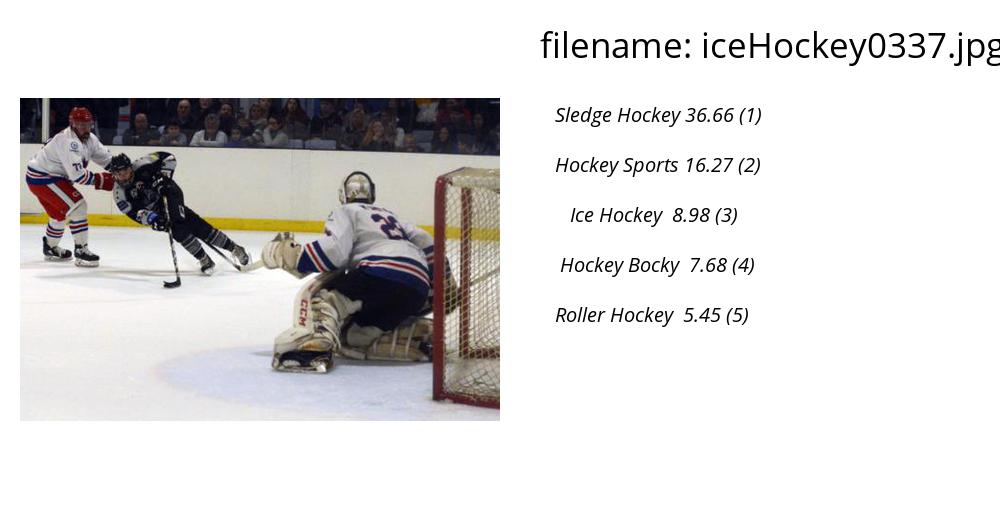 filename: iceHockey0337.jpg
Sledge Hockey 36.66 (1)
Hockey Sports 16.27 (2)
Ice Hockey 8.98 (3)
Hockey Bocky 7.68 (4)
Roller Hockey 5.45 (5)
CCM